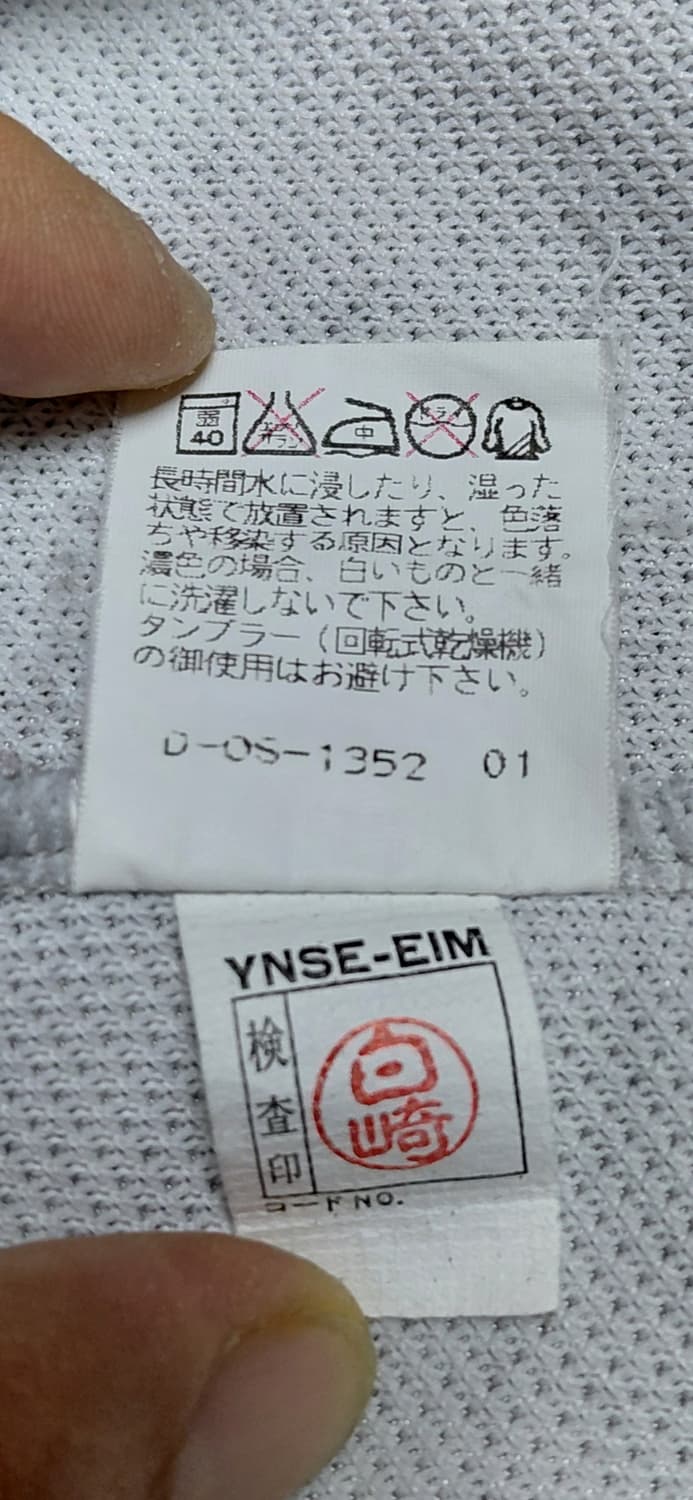 弱
40
中
ドライ
長時間水に浸したり、湿った
状態で放置されますと、色落
ちや移染する原因となります。
濃色の場合、白いものと一緒
に洗濯しないで下さい。
タンブラー(回転式乾燥機)
の御使用はお避け下さい。
D-OS-1352 01
YNSE-EIM
検査印
白崎
コードNO.